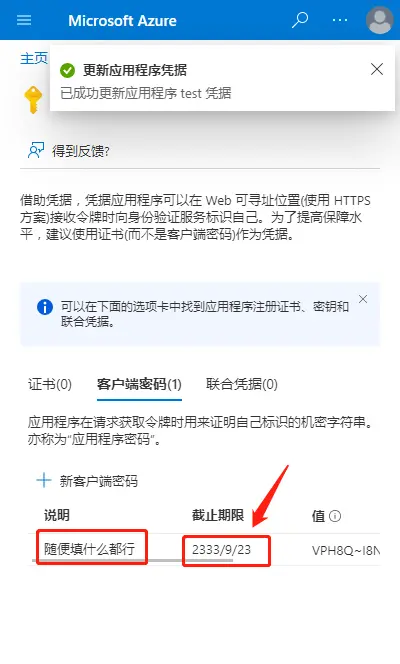 Microsoft Azure
主页
更新应用程序凭据
已成功更新应用程序 test 凭据
得到反馈?
借助凭据，凭据应用程序可以在 Web 可寻址位置(使用 HTTPS
方案)接收令牌时向身份验证服务标识自己。为了提高保障水
平，建议使用证书(而不是客户端密码)作为凭据。
可以在下面的选项卡中找到应用程序注册证书、密钥和
联合凭据。
证书(0) 客户端密码(1) 联合凭据(0)
应用程序在请求获取令牌时用来证明自己标识的机密字符串。
亦称为“应用程序密码”。
新客户端密码
说明 截止期限 值
随便填什么都行 2333/9/23 VPH8Q~I8N